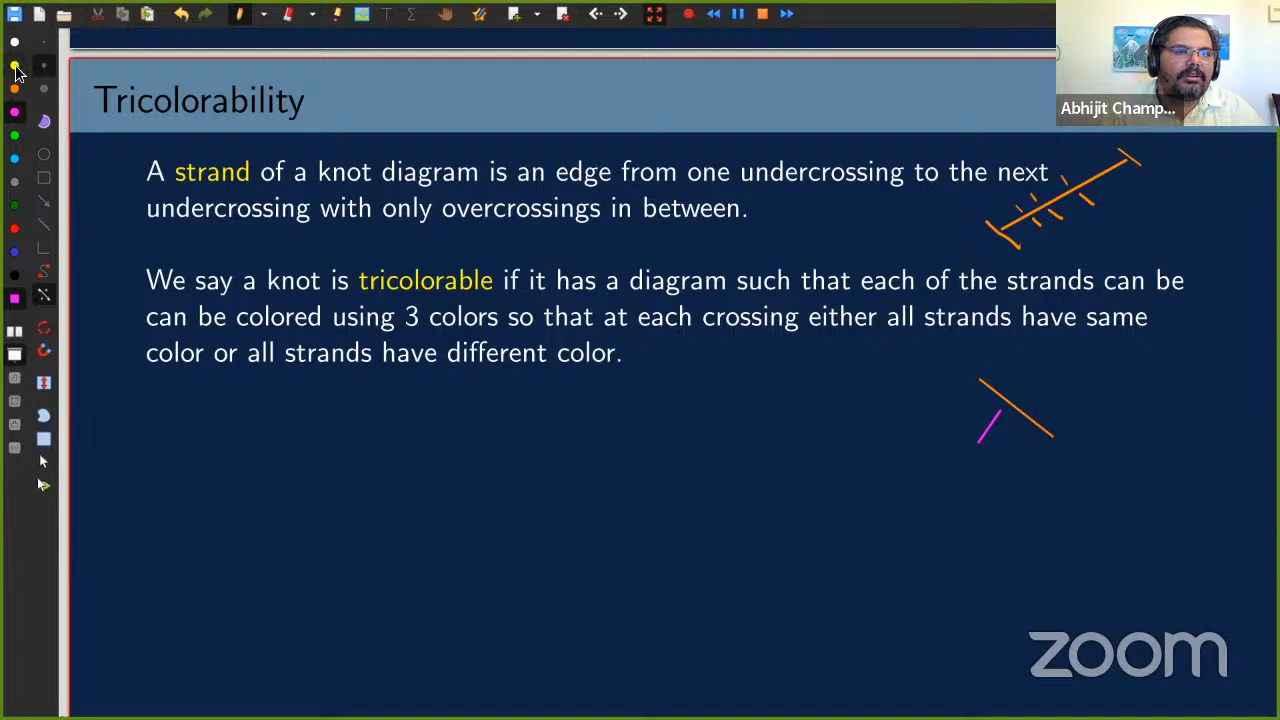 Tricolorability
Abhijit Champ...
A strand of a knot diagram is an edge from one undercrossing to the next
undercrossing with only overcrossings in between.
We say a knot is tricolorable if it has a diagram such that each of the strands can be
can be colored using 3 colors so that at each crossing either all strands have same
color or all strands have different color.
zoom